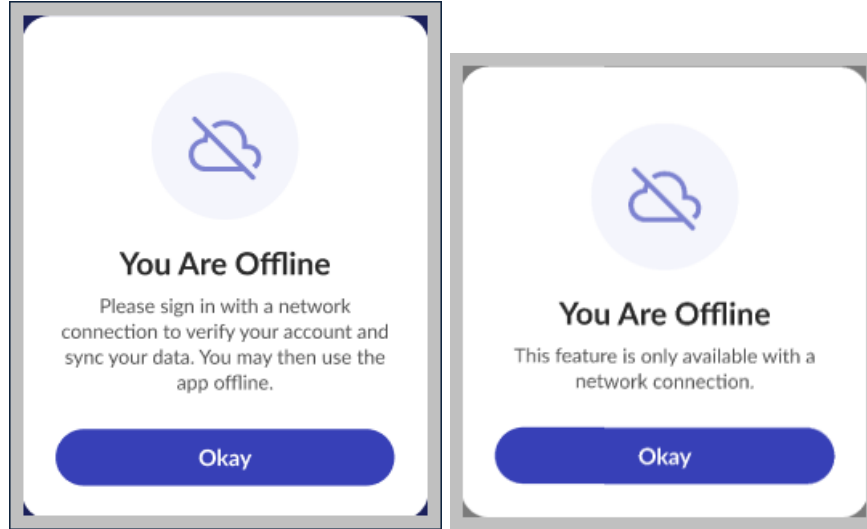 You Are Offline
Please sign in with a network
connection to verify your account and
sync your data. You may then use the
app offline.
Okay
You Are Offline
This feature is only available with a
network connection.
Okay